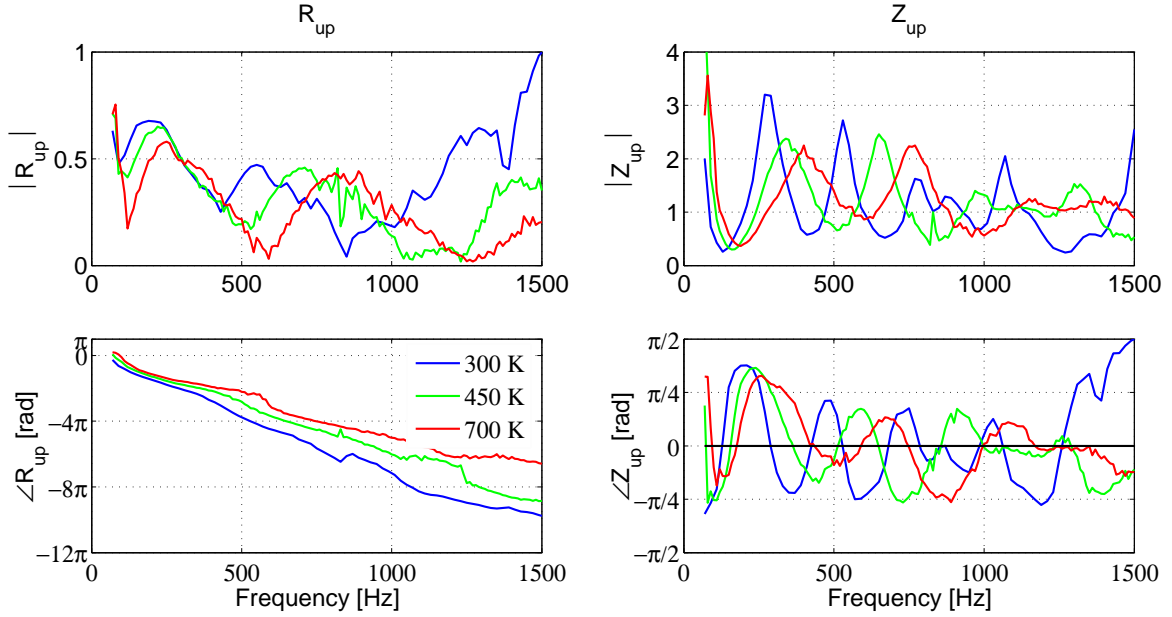 R_up
Z_up
|R_up|
1
0.5
0
0 500 1000 1500
|Z_up|
4
3
2
1
0
0 500 1000 1500
∠R_up [rad]
π
0
−4π
−8π
−12π
300 K
450 K
700 K
0 500 1000 1500
Frequency [Hz]
∠Z_up [rad]
π/2
π/4
0
−π/4
−π/2
0 500 1000 1500
Frequency [Hz]